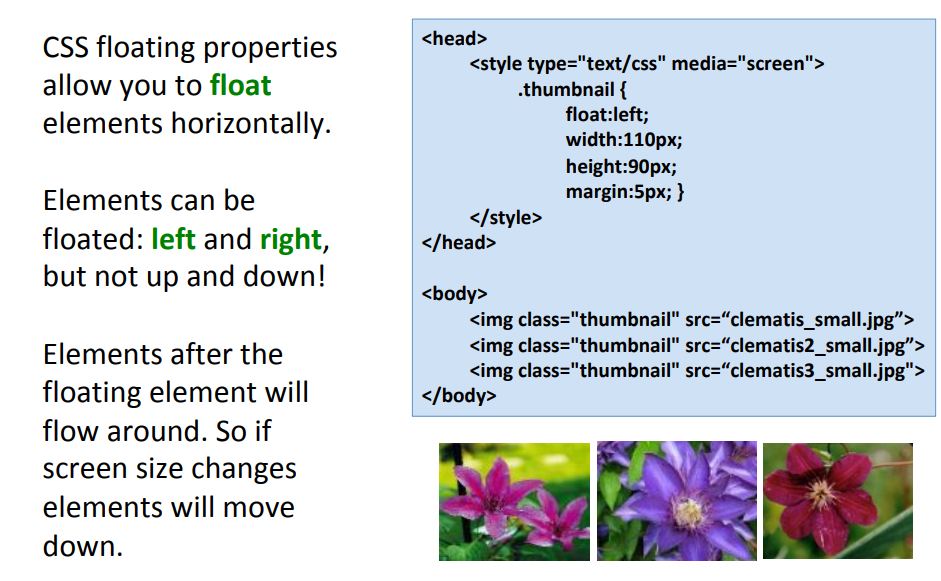 CSS floating properties
allow you to float
elements horizontally.
Elements can be
floated: left and right,
but not up and down!
Elements after the
floating element will
flow around. So if
screen size changes
elements will move
down.
<head>
<style type="text/css" media="screen">
.thumbnail {
float:left;
width:110px;
height:90px;
margin:5px; }
</style>
</head>
<body>
<img class="thumbnail" src=“clematis_small.jpg”>
<img class="thumbnail" src=“clematis2_small.jpg”>
<img class="thumbnail" src=“clematis3_small.jpg">
</body>